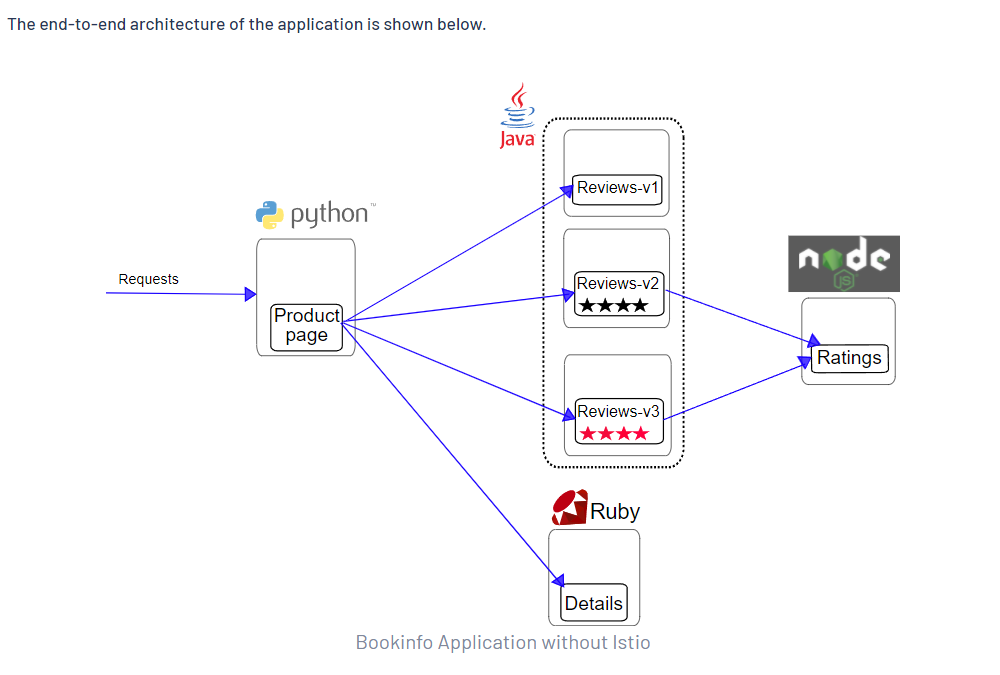 The end-to-end architecture of the application is shown below.
Java
Reviews-v1
python™
Requests
Product
page
Reviews-v2
node
JS
Ratings
Reviews-v3
Ruby
Details
Bookinfo Application without Istio